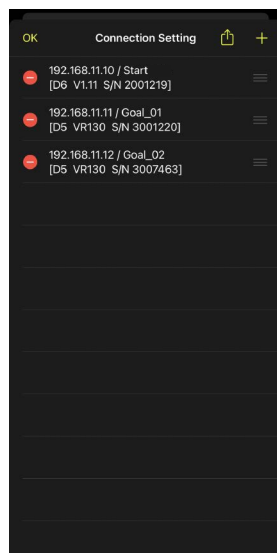 OK
Connection Setting
192.168.11.10 / Start
[D6 V1.11 S/N 2001219]
192.168.11.11 / Goal_01
[D5 VR130 S/N 3001220]
192.168.11.12 / Goal_02
[D5 VR130 S/N 3007463]